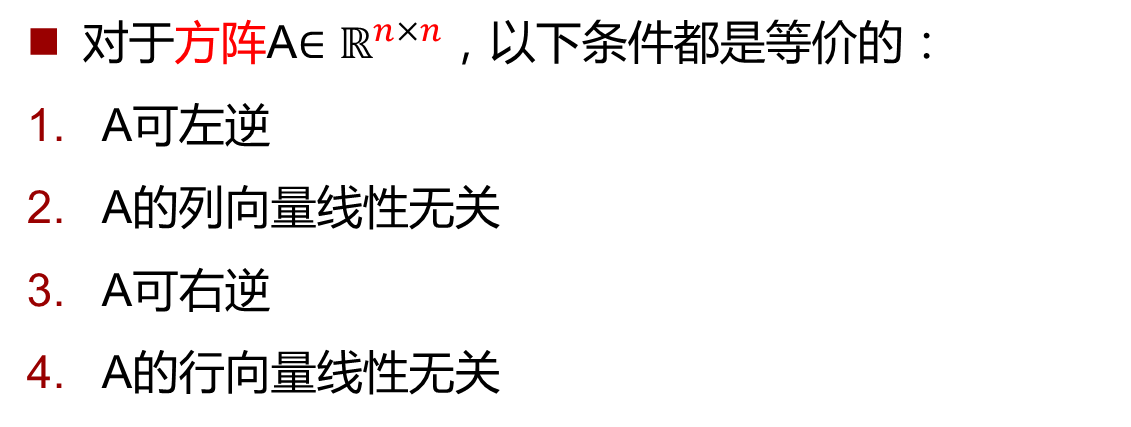 ■ 对于方阵A∈ ℝⁿˣⁿ，以下条件都是等价的：
1. A可左逆
2. A的列向量线性无关
3. A可右逆
4. A的行向量线性无关